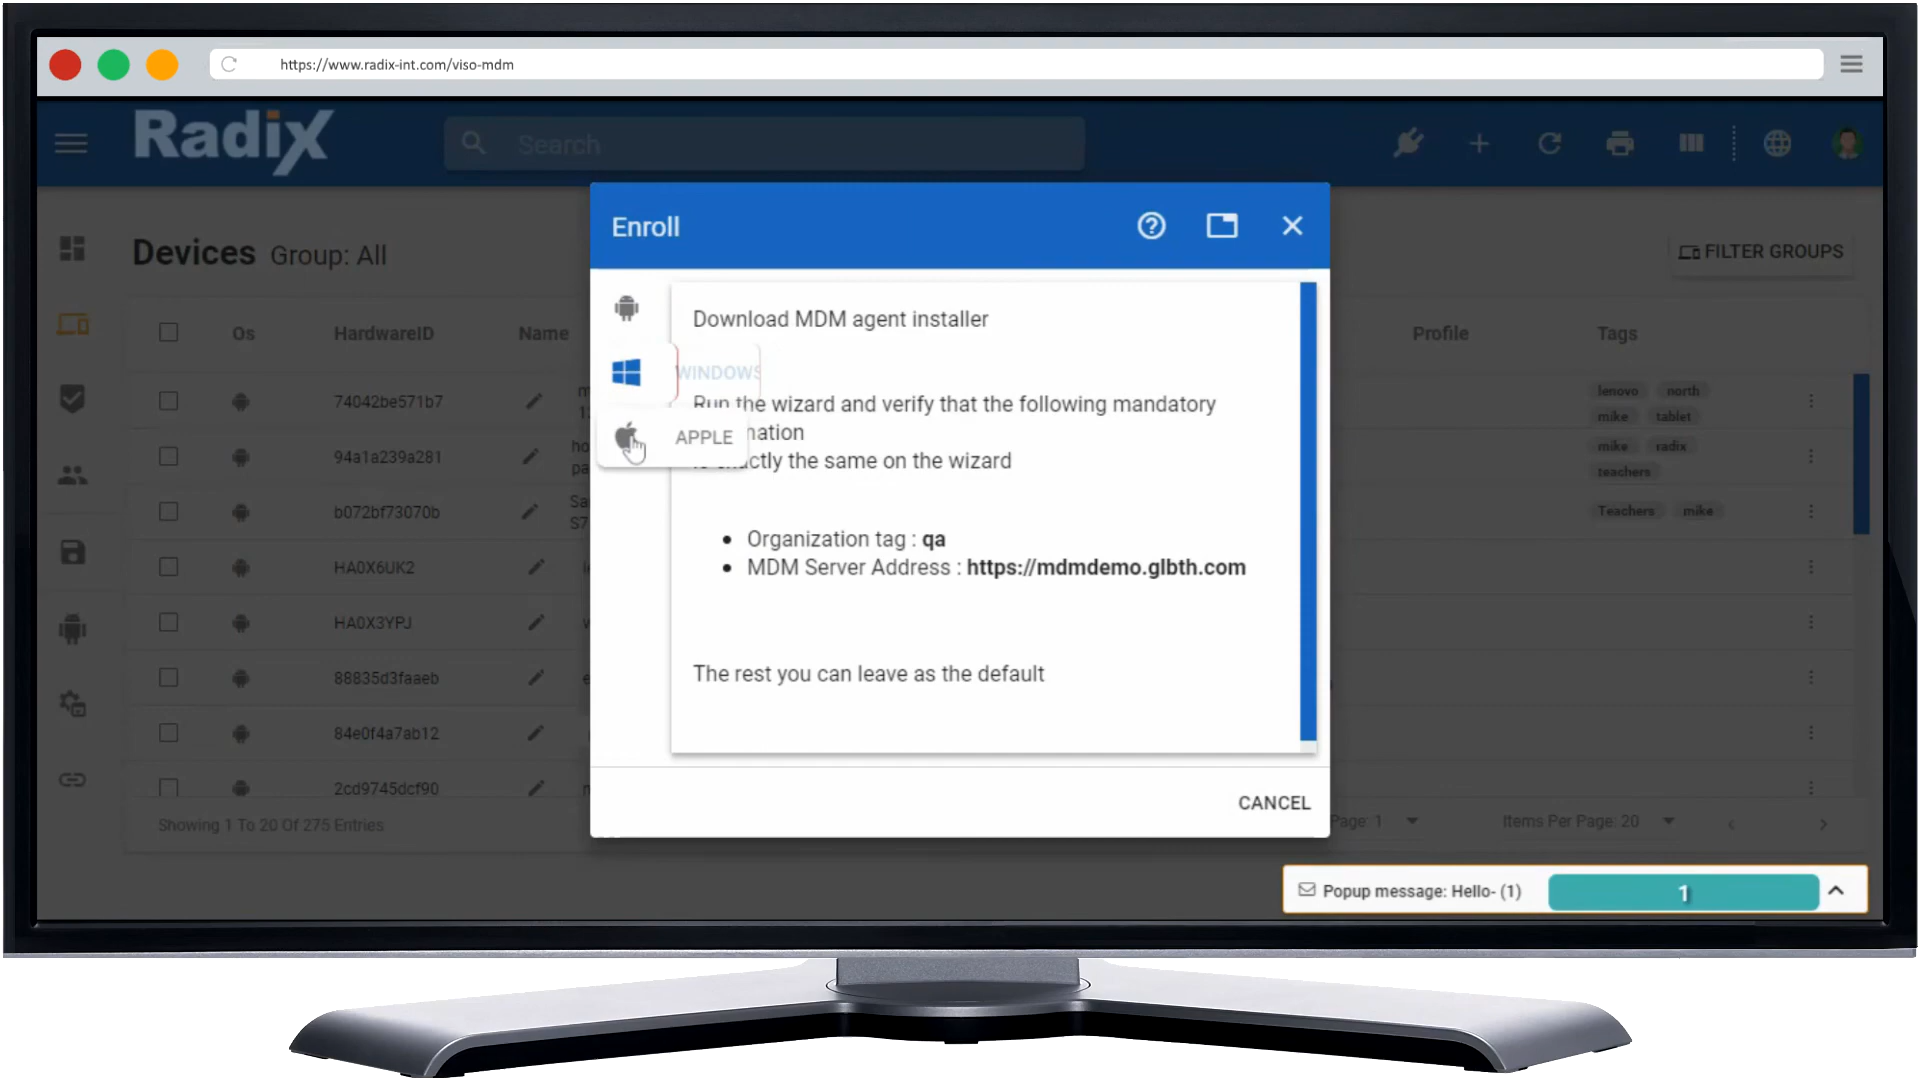 https://www.radix-int.com/viso-mdm
Radix
Search
Devices Group: All
FILTER GROUPS
Os HardwareID Name Profile Tags
74042be571b7
lenovo north
mike tablet
94a1a239a281
mike radix
teachers
b072bf73070b
Teachers mike
HA0X6UK2
HA0X3YPJ
88835d3faaeb
84e0f4a7ab12
2cd9745dcf90
Showing 1 To 20 Of 275 Entries
Page: 1
Items Per Page: 20
Enroll
Download MDM agent installer
WINDOWS
Run the wizard and verify that the following mandatory
APPLE
exactly the same on the wizard
Organization tag : qa
MDM Server Address : https://mdmdemo.glbth.com
The rest you can leave as the default
CANCEL
Popup message: Hello- (1)
1